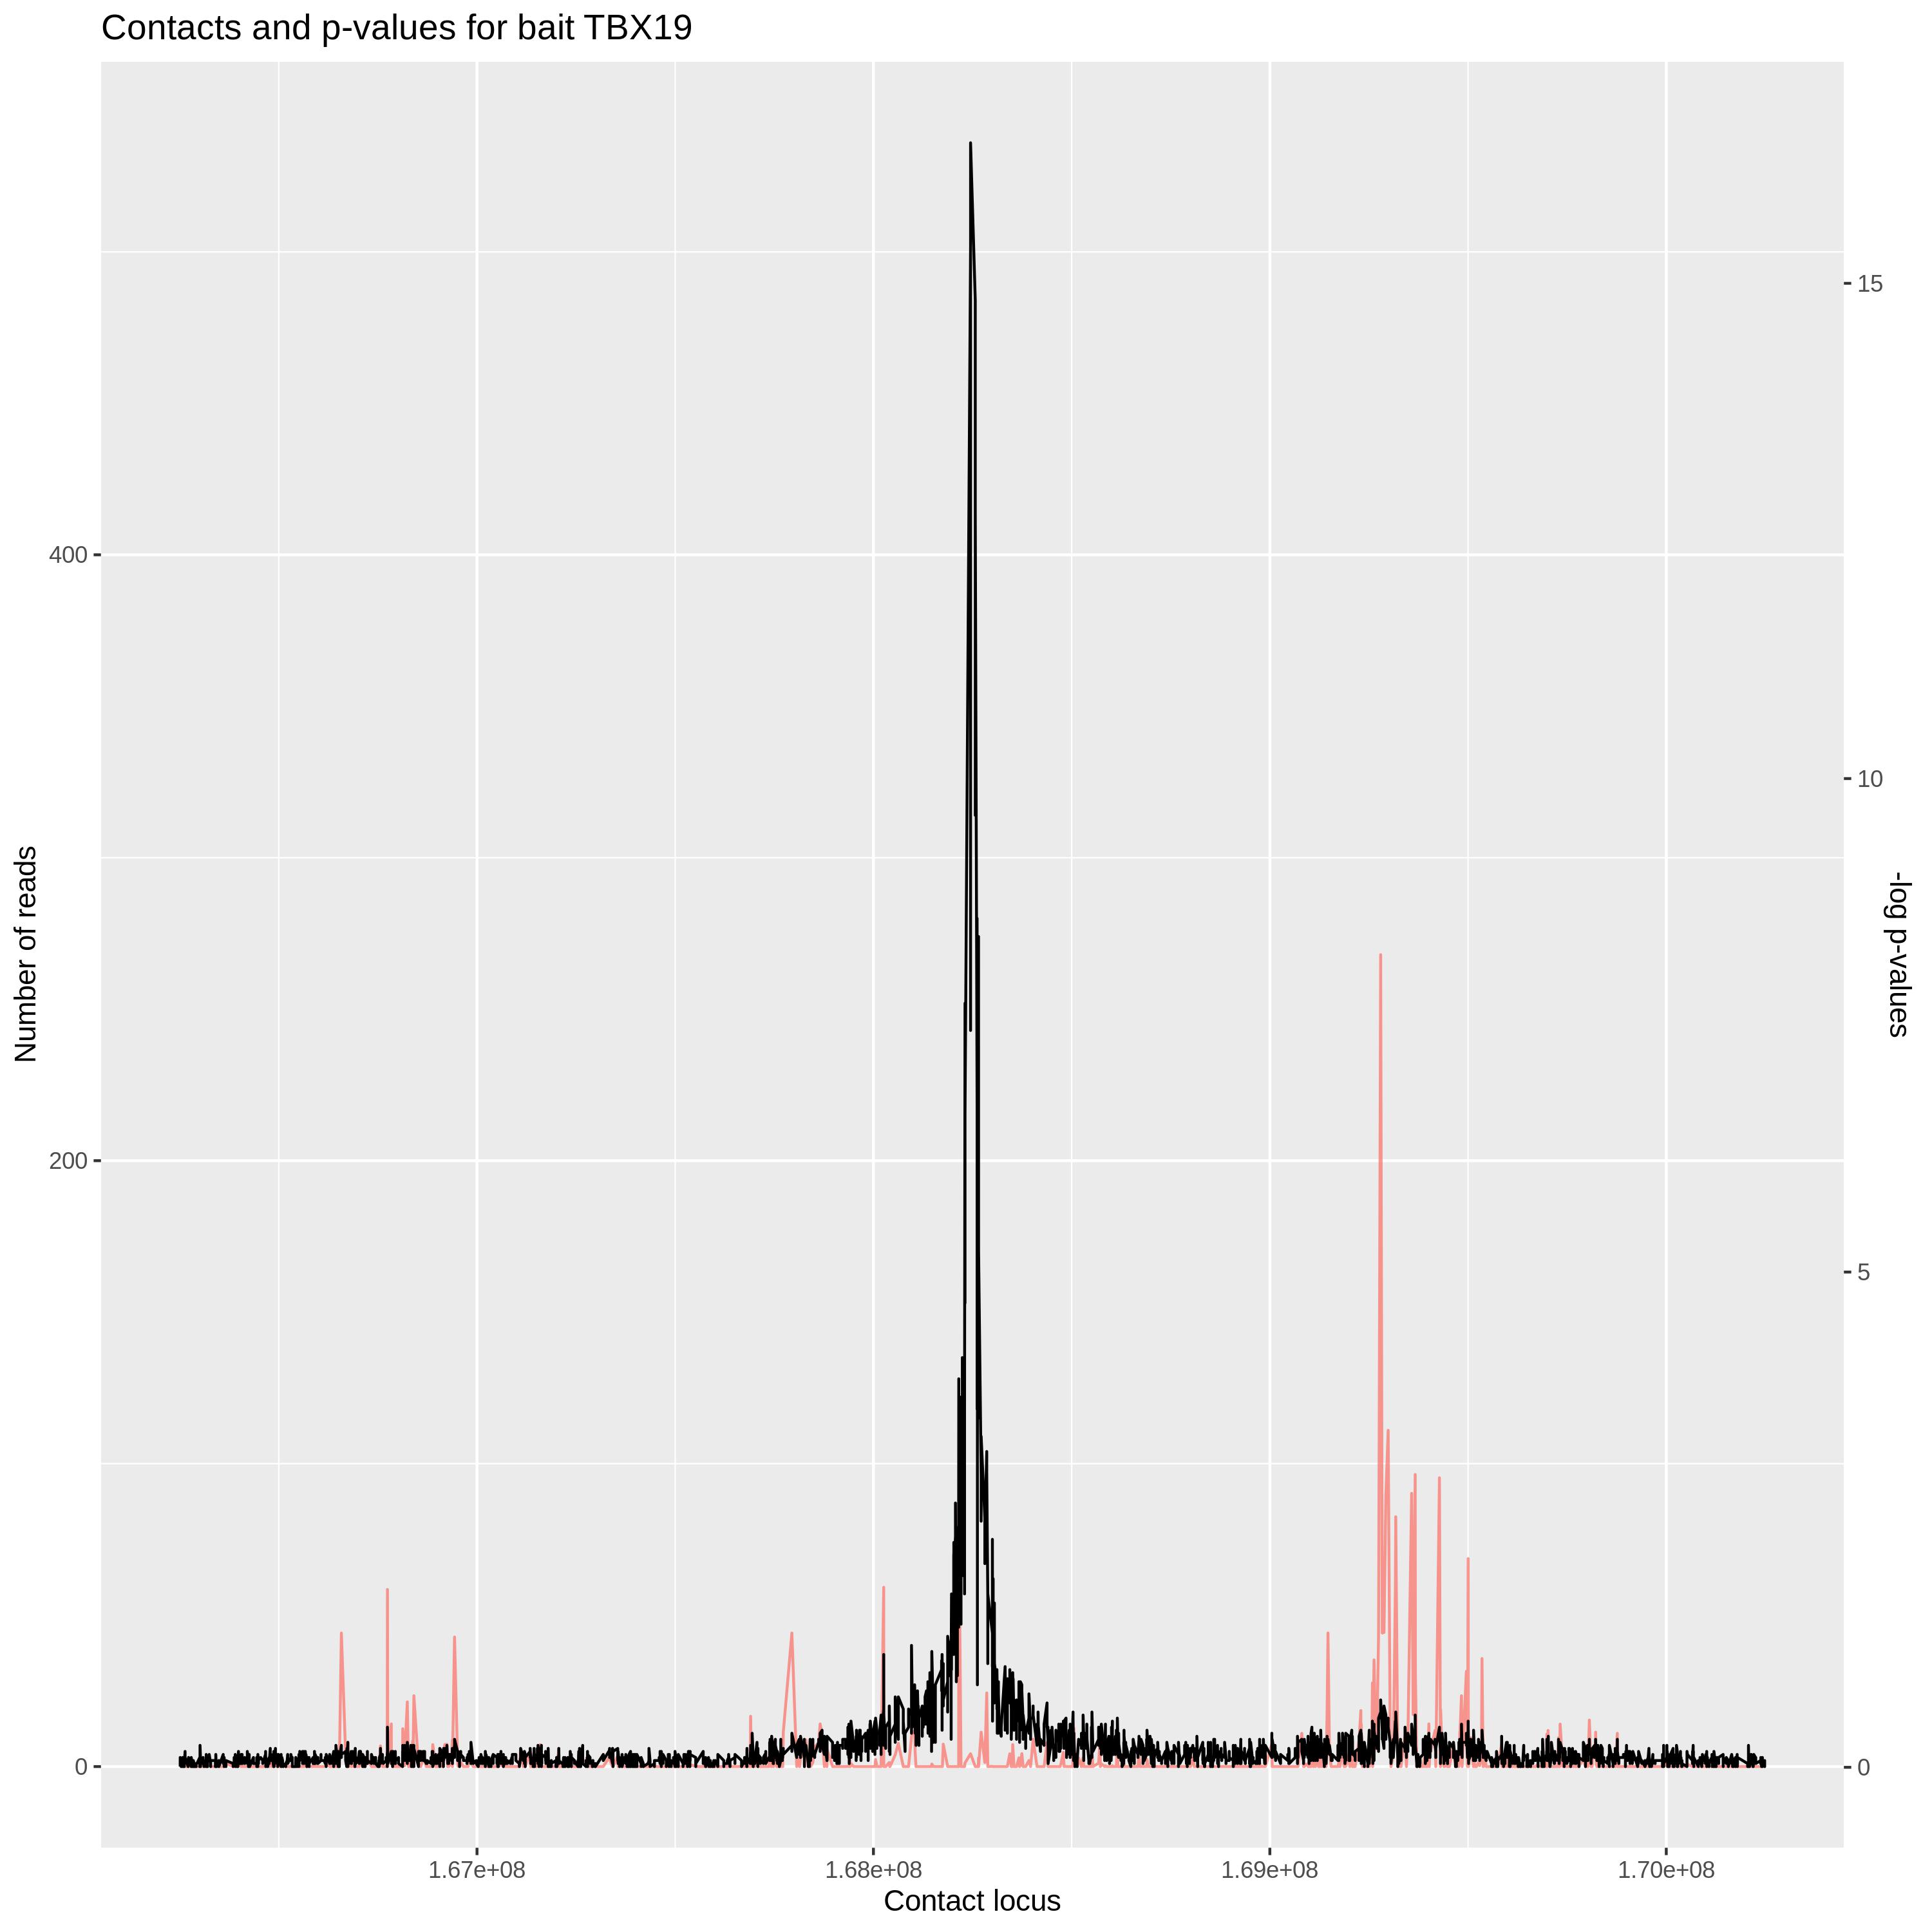 Contacts and p-values for bait TBX19
Number of reads
400
200
0
15
10
5
0
-log p-values
1.67e+08
1.68e+08
1.69e+08
1.70e+08
Contact locus